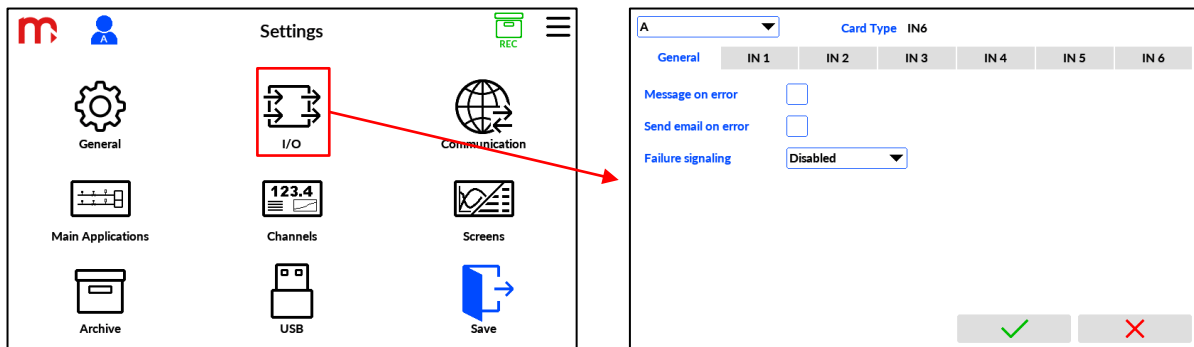 m
A
Settings
REC
General
I/O
Communication
123.4
Main Applications
Channels
Screens
Archive
USB
Save
A
Card Type IN6
General IN 1 IN 2 IN 3 IN 4 IN 5 IN 6
Message on error
Send email on error
Failure signaling Disabled